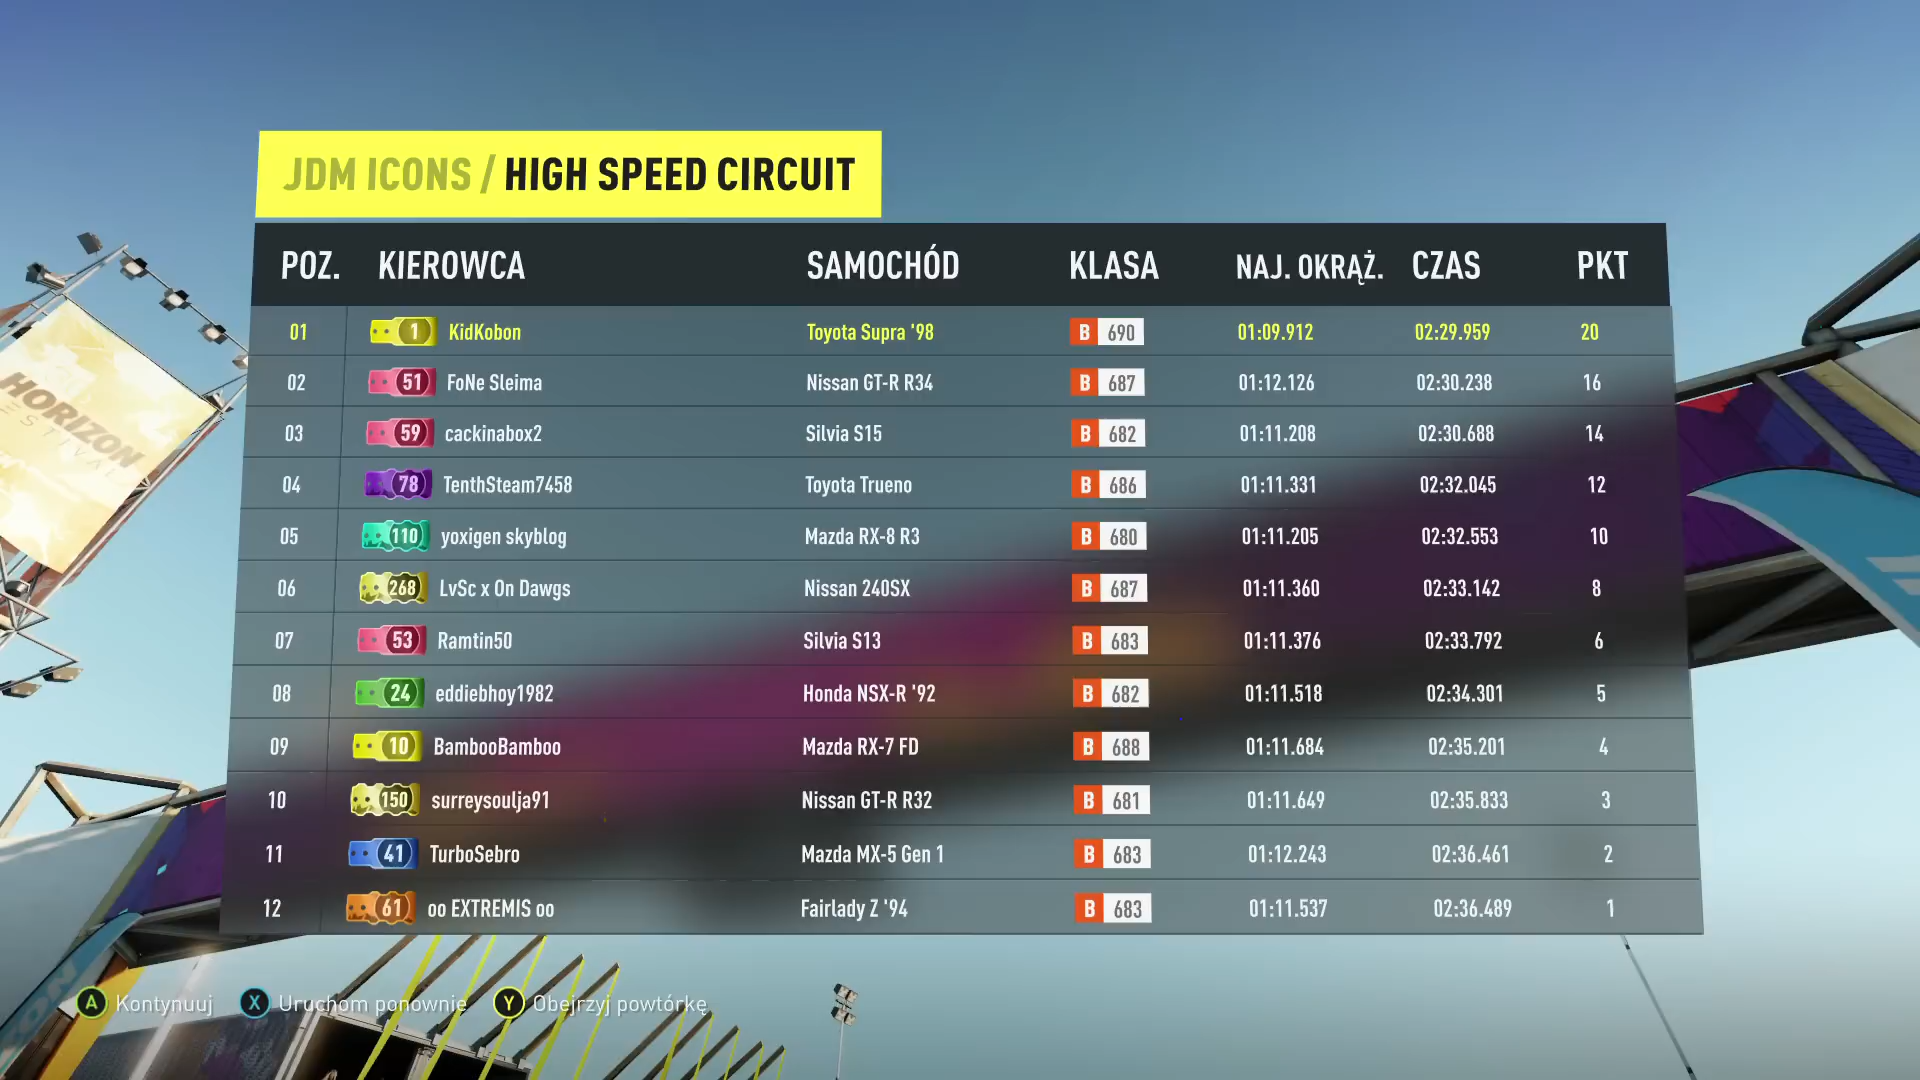 JDM ICONS / HIGH SPEED CIRCUIT
POZ. KIEROWCA SAMOCHÓD KLASA NAJ. OKRĄŻ. CZAS PKT
01 1 KidKobon Toyota Supra '98 B 690 01:09.912 02:29.959 20
02 51 FoNe Sleima Nissan GT-R R34 B 687 01:12.126 02:30.238 16
03 59 cackinabox2 Silvia S15 B 682 01:11.208 02:30.688 14
04 78 TenthSteam7458 Toyota Trueno B 686 01:11.331 02:32.045 12
05 110 yoxigen skyblog Mazda RX-8 R3 B 680 01:11.205 02:32.553 10
06 268 LvSc x On Dawgs Nissan 240SX B 687 01:11.360 02:33.142 8
07 53 Ramtin50 Silvia S13 B 683 01:11.376 02:33.792 6
08 24 eddiebhoy1982 Honda NSX-R '92 B 682 01:11.518 02:34.301 5
09 10 BambooBamboo Mazda RX-7 FD B 688 01:11.684 02:35.201 4
10 150 surreysoulja91 Nissan GT-R R32 B 681 01:11.649 02:35.833 3
11 41 TurboSebro Mazda MX-5 Gen 1 B 683 01:12.243 02:36.461 2
12 61 oo EXTREMIS oo Fairlady Z '94 B 683 01:11.537 02:36.489 1
HORIZON
FESTIVAL
A Kontynuuj X Uruchom ponownie Y Obejrzyj powtórkę